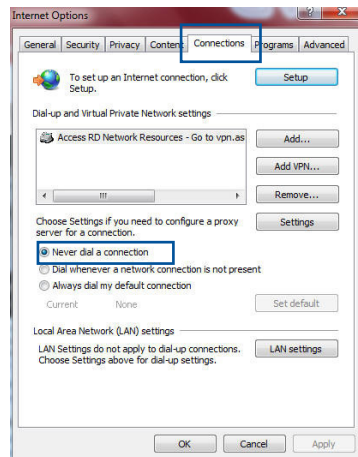 Internet Options
General Security Privacy Content Connections Programs Advanced
To set up an Internet connection, click Setup.
Setup
Dial-up and Virtual Private Network settings
Access RD Network Resources - Go to vpn.as
Add...
Add VPN...
Remove...
Choose Settings if you need to configure a proxy
server for a connection.
Settings
Never dial a connection
Dial whenever a network connection is not present
Always dial my default connection
Current None
Set default
Local Area Network (LAN) settings
LAN Settings do not apply to dial-up connections.
Choose Settings above for dial-up settings.
LAN settings
OK Cancel Apply